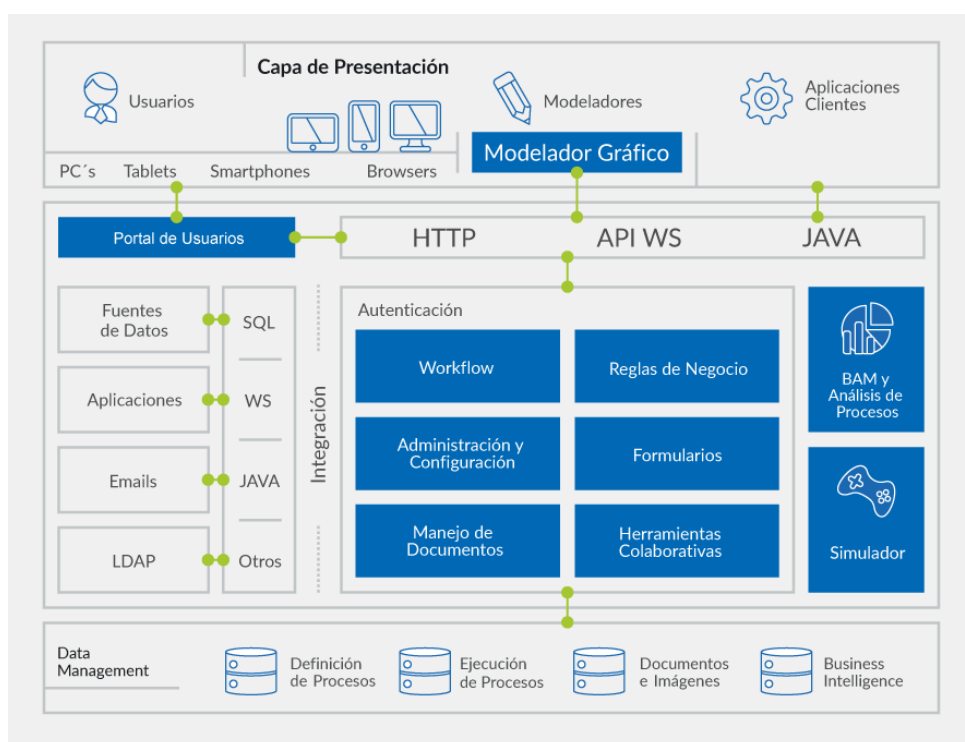 Capa de Presentación
Usuarios
Modeladores
Aplicaciones
Clientes
PC´s
Tablets
Smartphones
Browsers
Modelador Gráfico
Portal de Usuarios
HTTP
API WS
JAVA
Fuentes
de Datos
SQL
Aplicaciones
WS
Emails
JAVA
LDAP
Otros
Integración
Autenticación
Workflow
Reglas de Negocio
Administración y
Configuración
Formularios
Manejo de
Documentos
Herramientas
Colaborativas
BAM y
Análisis de
Procesos
Simulador
Data
Management
Definición
de Procesos
Ejecución
de Procesos
Documentos
e Imágenes
Business
Intelligence